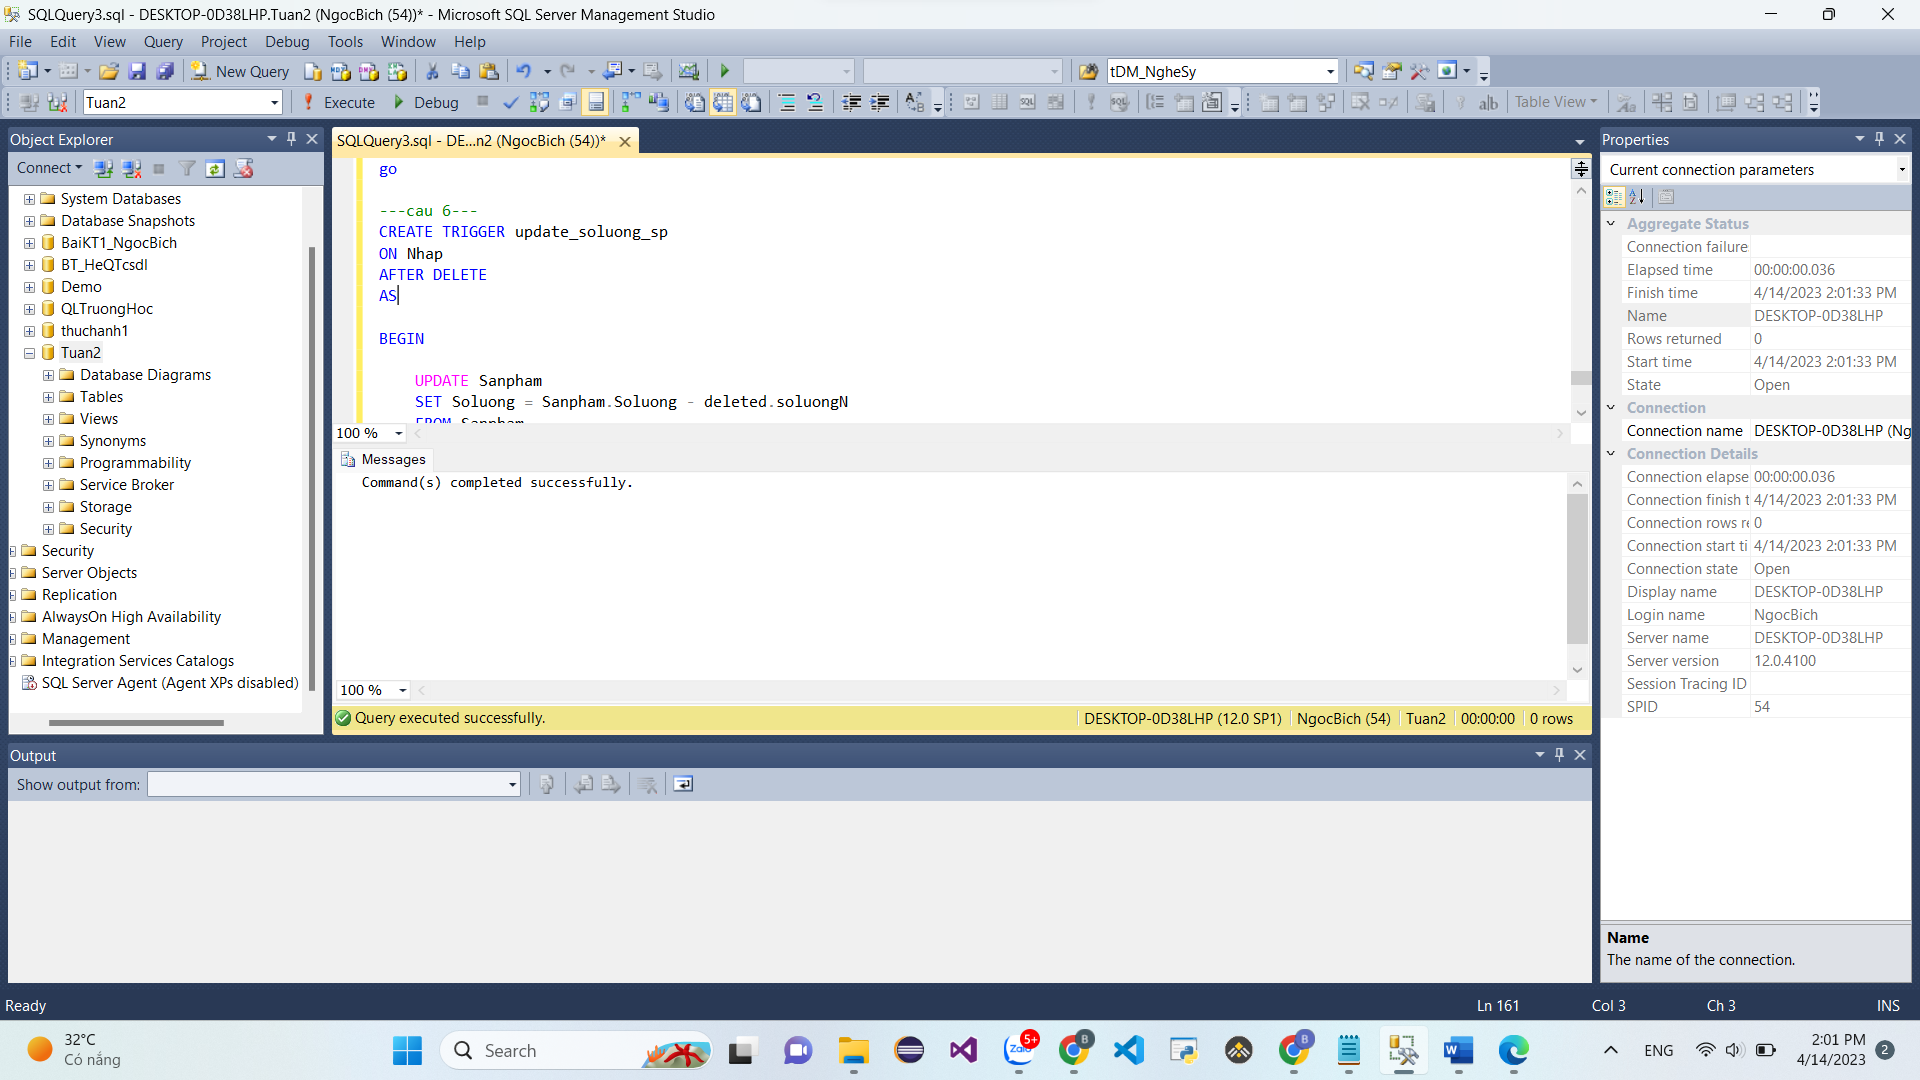 SQLQuery3.sql - DESKTOP-0D38LHP.Tuan2 (NgocBich (54))* - Microsoft SQL Server Management Studio
File Edit View Query Project Debug Tools Window Help
New Query
tDM_NgheSy
Tuan2
Execute
Debug
Table View
Object Explorer
Connect
System Databases
Database Snapshots
BaiKT1_NgocBich
BT_HeQTcsdl
Demo
QLTruongHoc
thuchanh1
Tuan2
Database Diagrams
Tables
Views
Synonyms
Programmability
Service Broker
Storage
Security
Security
Server Objects
Replication
AlwaysOn High Availability
Management
Integration Services Catalogs
SQL Server Agent (Agent XPs disabled)
SQLQuery3.sql - DE...n2 (NgocBich (54))*
go
---cau 6---
CREATE TRIGGER update_soluong_sp
ON Nhap
AFTER DELETE
AS
BEGIN
UPDATE Sanpham
SET Soluong = Sanpham.Soluong - deleted.soluongN
FROM Sanpham
100 %
Messages
Command(s) completed successfully.
100 %
Query executed successfully.
DESKTOP-0D38LHP (12.0 SP1)
NgocBich (54)
Tuan2
00:00:00
0 rows
Output
Show output from:
Properties
Current connection parameters
Aggregate Status
Connection failure
Elapsed time 00:00:00.036
Finish time 4/14/2023 2:01:33 PM
Name DESKTOP-0D38LHP
Rows returned 0
Start time 4/14/2023 2:01:33 PM
State Open
Connection
Connection name DESKTOP-0D38LHP (Ng
Connection Details
Connection elapse 00:00:00.036
Connection finish t 4/14/2023 2:01:33 PM
Connection rows re 0
Connection start ti 4/14/2023 2:01:33 PM
Connection state Open
Display name DESKTOP-0D38LHP
Login name NgocBich
Server name DESKTOP-0D38LHP
Server version 12.0.4100
Session Tracing ID
SPID 54
Name
The name of the connection.
Ready
Ln 161
Col 3
Ch 3
INS
32°C
Có nắng
Search
5+
Zalo
B
B
ENG
2:01 PM
4/14/2023
2